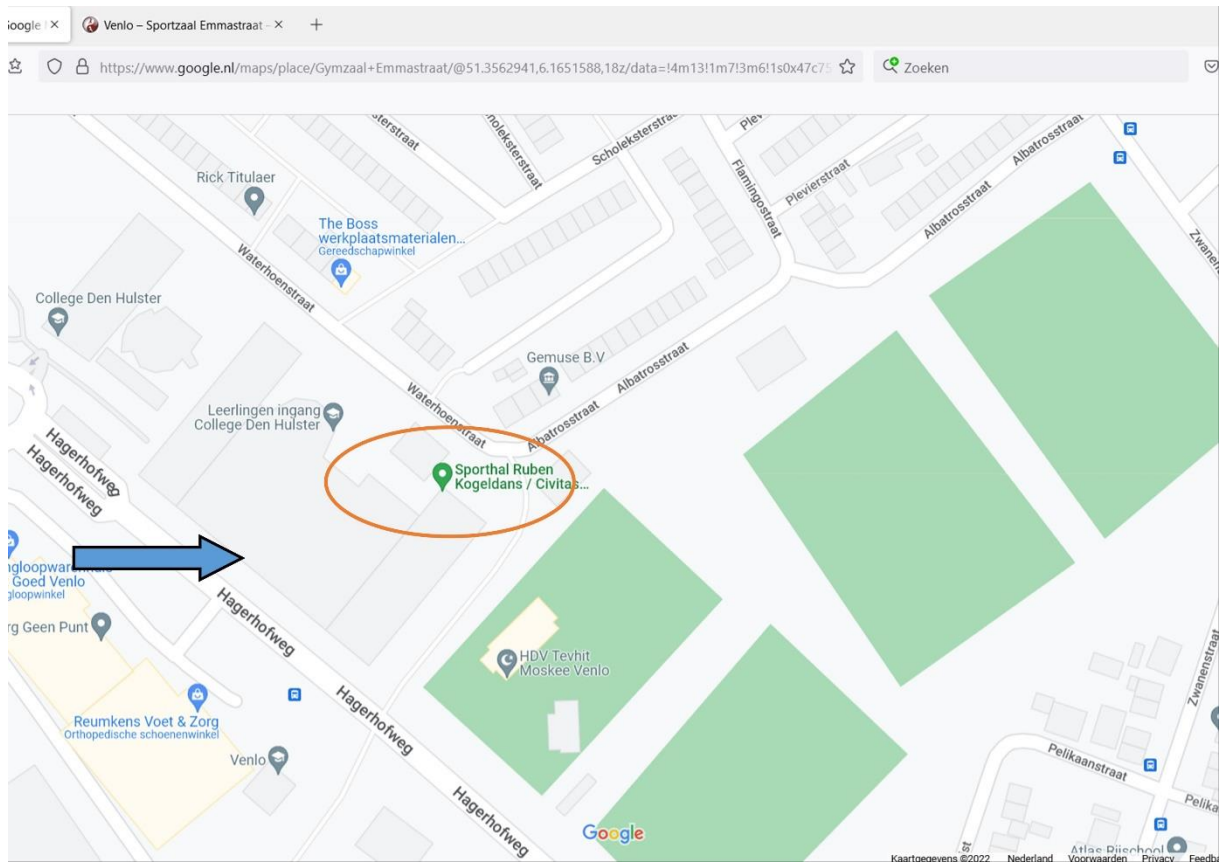 Google
Venlo – Sportzaal Emmastraat –
https://www.google.nl/maps/place/Gymzaal+Emmastraat/@51.3562941,6.1651588,18z/data=!4m13!1m7!3m6!1s0x47c75
Zoeken
Scholeksterstraat
Flamingostraat
Plevierstraat
Albatrosstraat
Albatrosstraat
Rick Titulaer
The Boss
werkplaatsmaterialen...
Gereedschapwinkel
Waterhoenstraat
College Den Hulster
Gemuse B.V
Albatrosstraat
Waterhoenstraat
Albatrosstraat
Leerlingen ingang
College Den Hulster
Hagerhofweg
Hagerhofweg
Sporthal Ruben
Kogeldans / Civitas...
Goed Venlo
Hagerhofweg
Geen Punt
HDV Tevhit
Moskee Venlo
Zwanenstraat
Hagerhofweg
Reumkens Voet & Zorg
Orthopedische schoenenwinkel
Venlo
Pelikaanstraat
Hagerhofweg
Google
Atlas Rijschool
Kaartgegevens ©2022 Nederland Voorwaarden Privacy